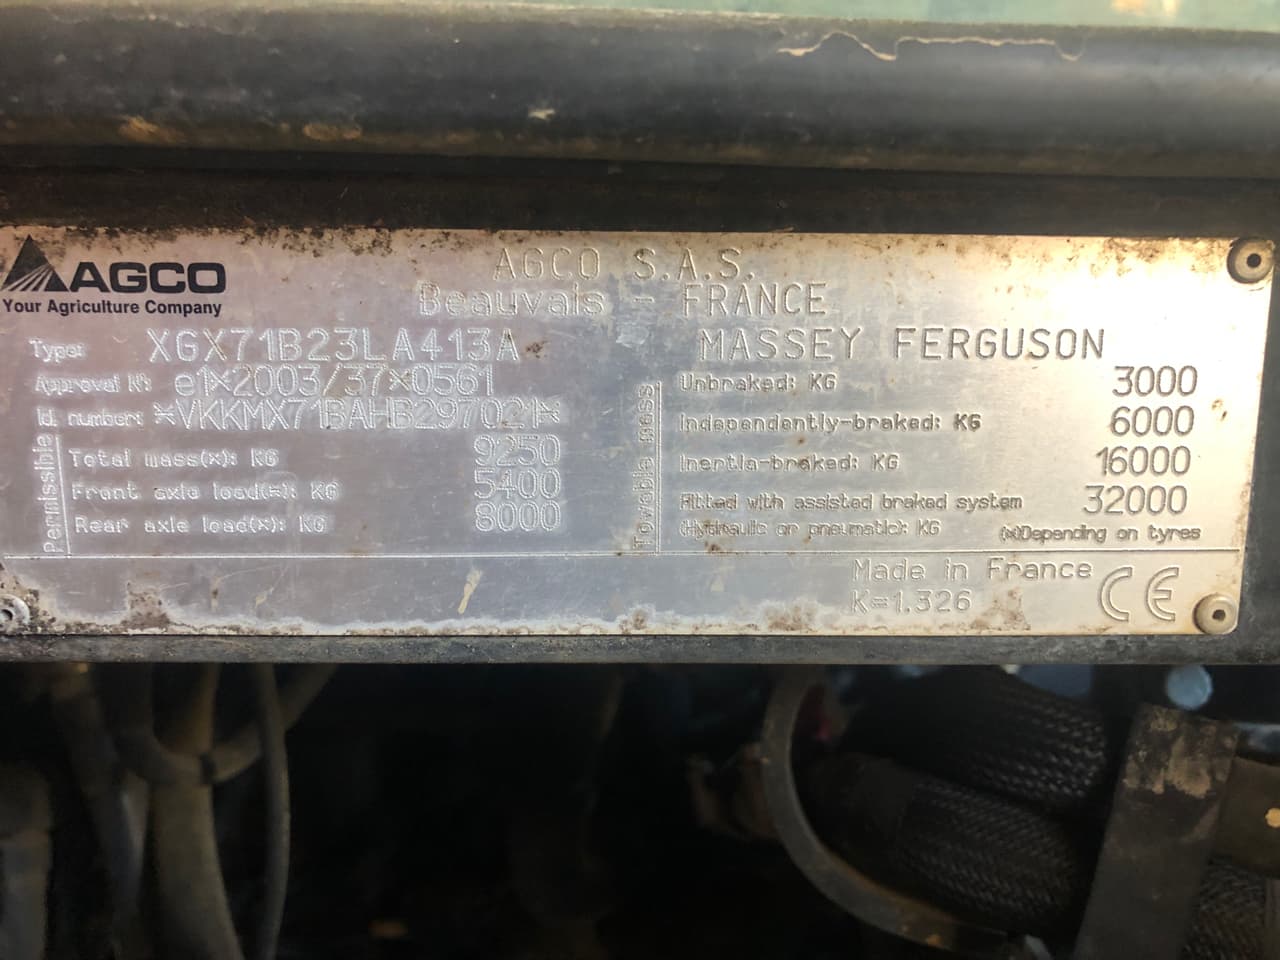 AGCO
Your Agriculture Company
AGCO S.A.S.
Beauvais - FRANCE
Type: XGX71B23LA413A
Approval N°: e1*2003/37*0561
Id. number: *VKKMX71BAHB297021*
Permissible
Total mass(*): KG 9250
Front axle load(*): KG 5400
Rear axle load(*): KG 8000
MASSEY FERGUSON
Towable mass
Unbraked: KG 3000
Independently-braked: KG 6000
Inertia-braked: KG 16000
Fitted with assisted braked system 32000
(Hydraulic or pneumatic): KG
(*)Depending on tyres
Made in France
K=1.326
CE